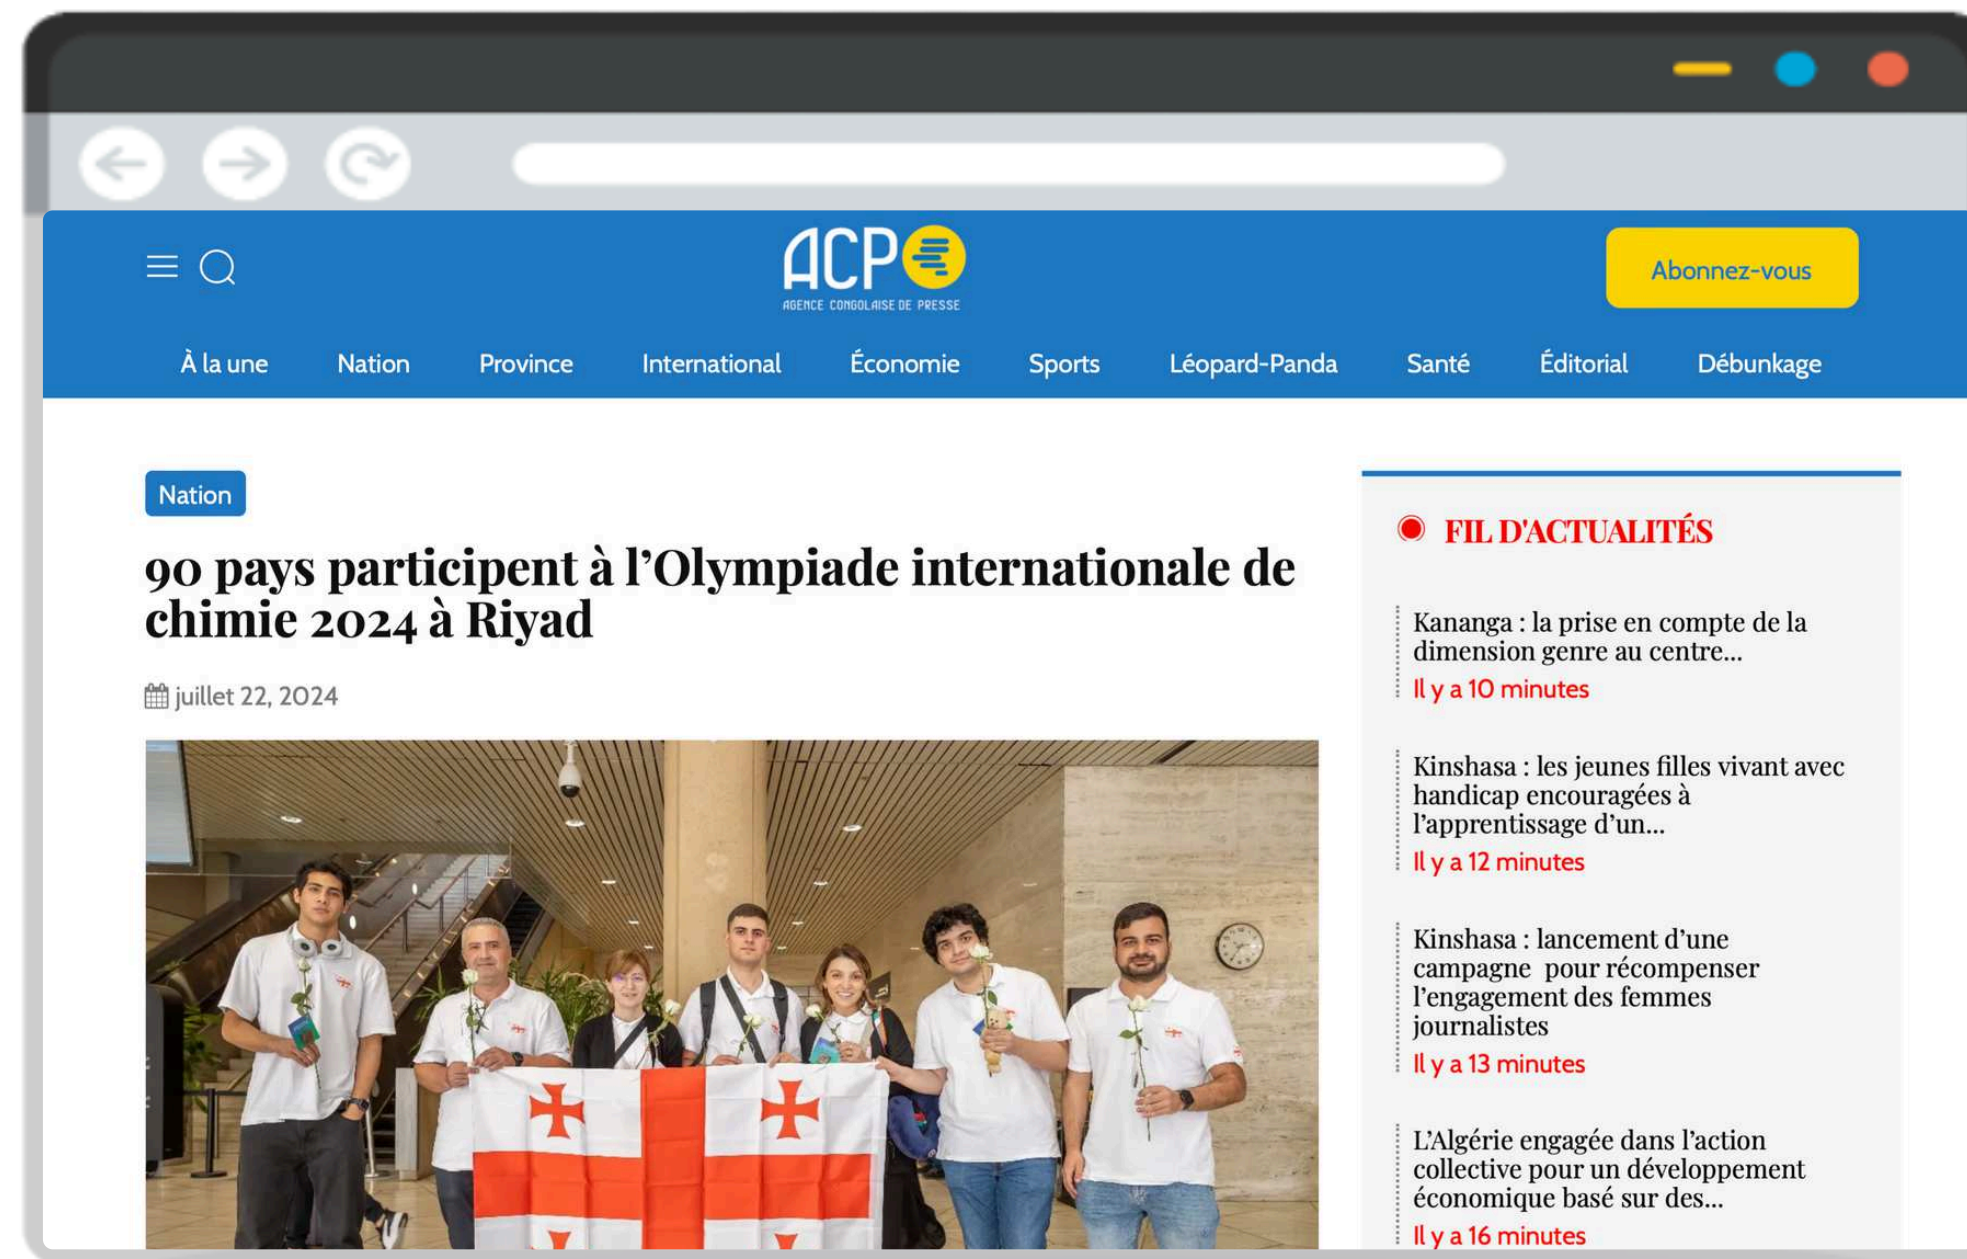 ACP
AGENCE CONGOLAISE DE PRESSE
Abonnez-vous
À la une Nation Province International Économie Sports Léopard-Panda Santé Éditorial Débunkage
Nation
90 pays participent à l’Olympiade internationale de
chimie 2024 à Riyad
juillet 22, 2024
FIL D'ACTUALITÉS
Kananga : la prise en compte de la
dimension genre au centre...
Il y a 10 minutes
Kinshasa : les jeunes filles vivant avec
handicap encouragées à
l’apprentissage d’un...
Il y a 12 minutes
Kinshasa : lancement d’une
campagne pour récompenser
l’engagement des femmes
journalistes
Il y a 13 minutes
L’Algérie engagée dans l’action
collective pour un développement
économique basé sur des...
Il y a 16 minutes